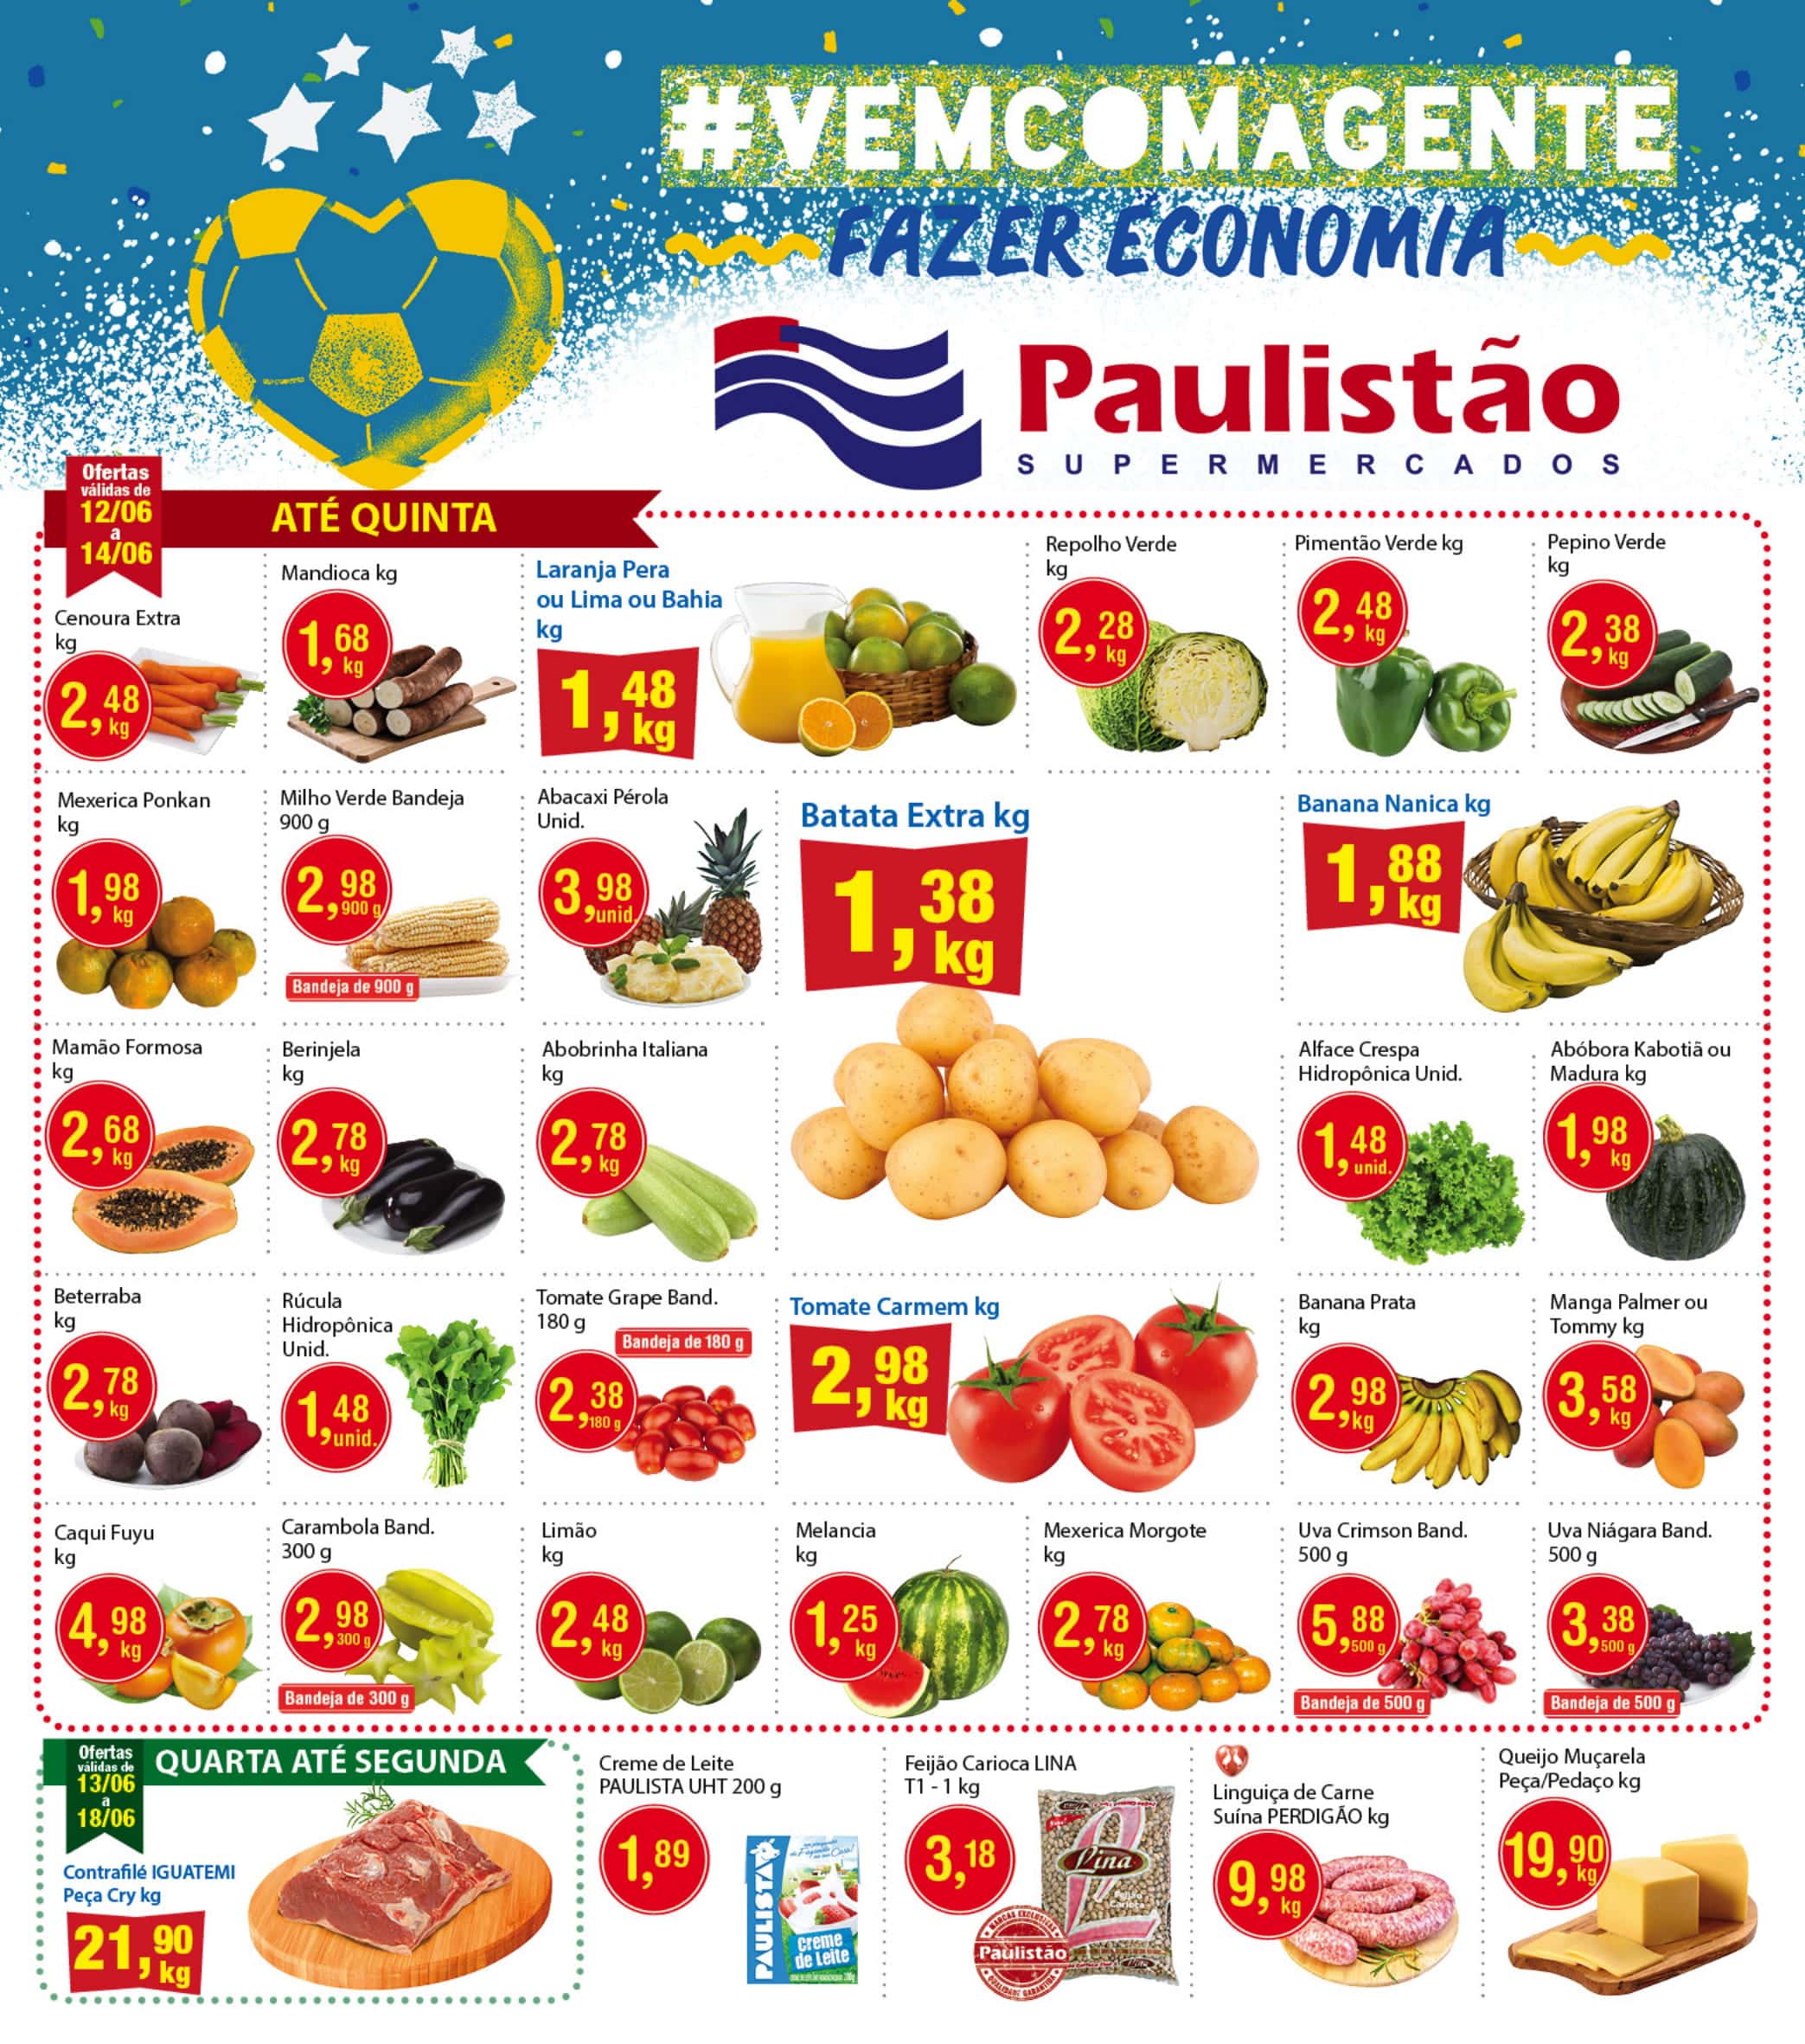 #VEMCOMAGENTE
FAZER ECONOMIA
Paulistão
SUPERMERCADOS
Ofertas
válidas de
12/06
a
14/06
ATÉ QUINTA
Cenoura Extra
kg
2,48
kg
Mandioca kg
1,68
kg
Laranja Pera
ou Lima ou Bahia
kg
1,48
kg
Repolho Verde
kg
2,28
kg
Pimentão Verde kg
2,48
kg
Pepino Verde
kg
2,38
kg
Mexerica Ponkan
kg
1,98
kg
Milho Verde Bandeja
900 g
2,98
900 g
Bandeja de 900 g
Abacaxi Pérola
Unid.
3,98
unid.
Batata Extra kg
1,38
kg
Banana Nanica kg
1,88
kg
Mamão Formosa
kg
2,68
kg
Berinjela
kg
2,78
kg
Abobrinha Italiana
kg
2,78
kg
Alface Crespa
Hidropônica Unid.
1,48
unid.
Abóbora Kabotiã ou
Madura kg
1,98
kg
Beterraba
kg
2,78
kg
Rúcula
Hidropônica
Unid.
1,48
unid.
Tomate Grape Band.
180 g
Bandeja de 180 g
2,38
180 g
Tomate Carmem kg
2,98
kg
Banana Prata
kg
2,98
kg
Manga Palmer ou
Tommy kg
3,58
kg
Caqui Fuyu
kg
4,98
kg
Carambola Band.
300 g
2,98
300 g
Bandeja de 300 g
Limão
kg
2,48
kg
Melancia
kg
1,25
kg
Mexerica Morgote
kg
2,78
kg
Uva Crimson Band.
500 g
5,88
500 g
Bandeja de 500 g
Uva Niágara Band.
500 g
3,38
500 g
Bandeja de 500 g
Ofertas
válidas de
13/06
a
18/06
QUARTA ATÉ SEGUNDA
Contrafilé IGUATEMI
Peça Cry kg
21,90
kg
Creme de Leite
PAULISTA UHT 200 g
1,89
PAULISTA
Creme
de Leite
Feijão Carioca LINA
T1 - 1 kg
3,18
Lina
Feijão
Carioca
MARCAS EXCLUSIVAS
Paulistão
QUALIDADE GARANTIDA
Linguiça de Carne
Suína PERDIGÃO kg
9,98
kg
Queijo Muçarela
Peça/Pedaço kg
19,90
kg